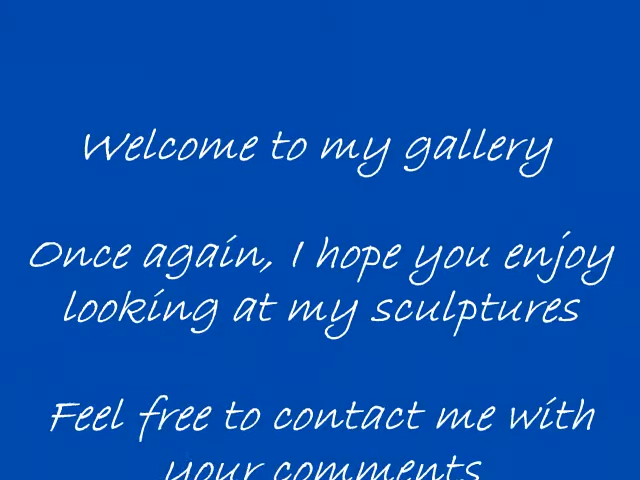 Welcome to my gallery
Once again, I hope you enjoy
looking at my sculptures
Feel free to contact me with
your comments